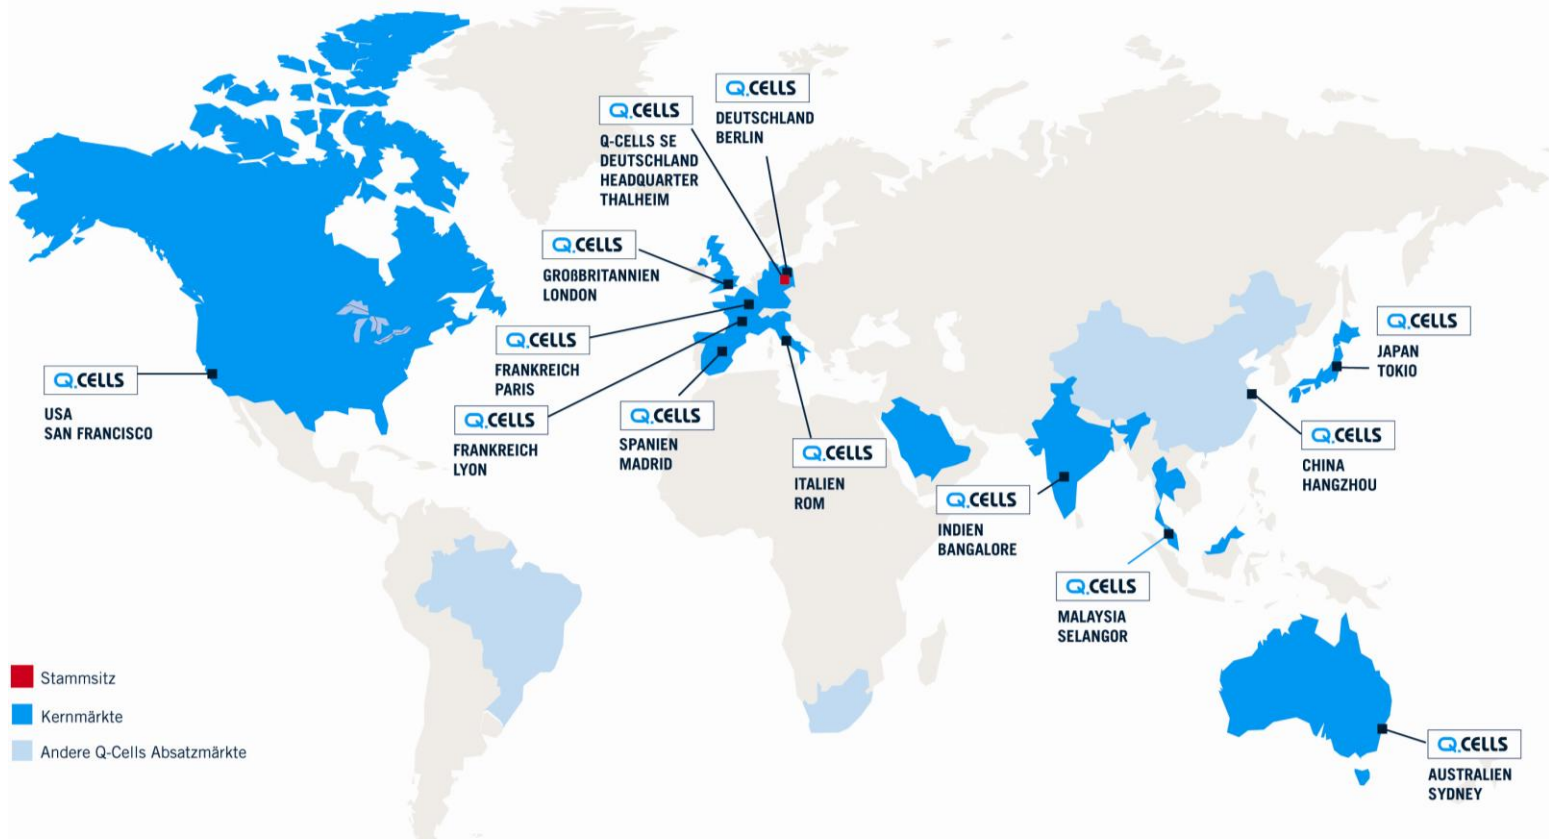 Q.CELLS
DEUTSCHLAND
BERLIN
Q.CELLS
Q-CELLS SE
DEUTSCHLAND
HEADQUARTER
THALHEIM
Q.CELLS
GROßBRITANNIEN
LONDON
Q.CELLS
FRANKREICH
PARIS
Q.CELLS
JAPAN
TOKIO
Q.CELLS
USA
SAN FRANCISCO
Q.CELLS
FRANKREICH
LYON
Q.CELLS
SPANIEN
MADRID
Q.CELLS
ITALIEN
ROM
Q.CELLS
CHINA
HANGZHOU
Q.CELLS
INDIEN
BANGALORE
Q.CELLS
MALAYSIA
SELANGOR
Stammsitz
Kernmärkte
Andere Q-Cells Absatzmärkte
Q.CELLS
AUSTRALIEN
SYDNEY